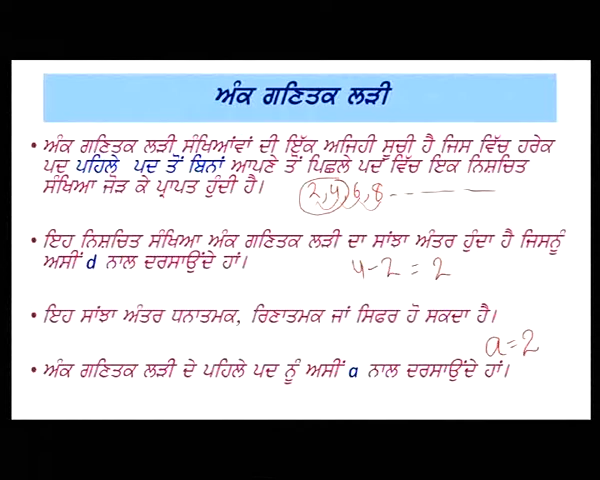 ਅੰਕ ਗਣਿਤਕ ਲੜੀ
• ਅੰਕ ਗਣਿਤਕ ਲੜੀ ਸੰਖਿਆਂਵਾਂ ਦੀ ਇੱਕ ਅਜਿਹੀ ਸੂਚੀ ਹੈ ਜਿਸ ਵਿੱਚ ਹਰੇਕ
ਪਦ ਪਹਿਲੇ ਪਦ ਤੋਂ ਬਿਨਾਂ ਆਪਣੇ ਤੋਂ ਪਿਛਲੇ ਪਦ ਵਿੱਚ ਇਕ ਨਿਸ਼ਚਿਤ
ਸੰਖਿਆ ਜੋੜ ਕੇ ਪ੍ਰਾਪਤ ਹੁੰਦੀ ਹੈ।
2,4,6,8 - - - -
• ਇਹ ਨਿਸ਼ਚਿਤ ਸੰਖਿਆ ਅੰਕ ਗਣਿਤਕ ਲੜੀ ਦਾ ਸਾਂਝਾ ਅੰਤਰ ਹੁੰਦਾ ਹੈ ਜਿਸਨੂੰ
ਅਸੀਂ d ਨਾਲ ਦਰਸਾਉਂਦੇ ਹਾਂ।
4-2 = 2
• ਇਹ ਸਾਂਝਾ ਅੰਤਰ ਧਨਾਤਮਕ, ਰਿਣਾਤਮਕ ਜਾਂ ਸਿਫਰ ਹੋ ਸਕਦਾ ਹੈ।
a=2
• ਅੰਕ ਗਣਿਤਕ ਲੜੀ ਦੇ ਪਹਿਲੇ ਪਦ ਨੂੰ ਅਸੀਂ a ਨਾਲ ਦਰਸਾਉਂਦੇ ਹਾਂ।